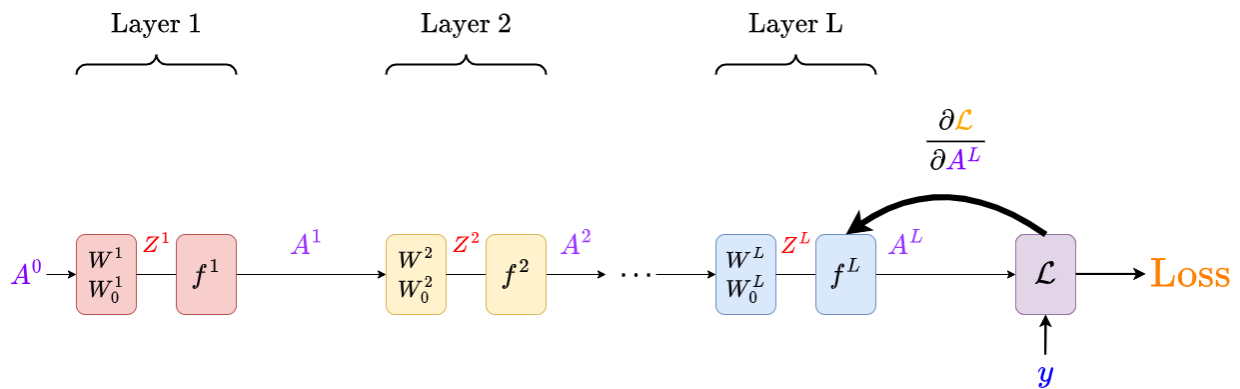 Layer 1
Layer 2
Layer L
∂ℒ
∂A^L
A^0
W^1
W_0^1
Z^1
f^1
A^1
W^2
W_0^2
Z^2
f^2
A^2
...
W^L
W_0^L
Z^L
f^L
A^L
ℒ
Loss
y